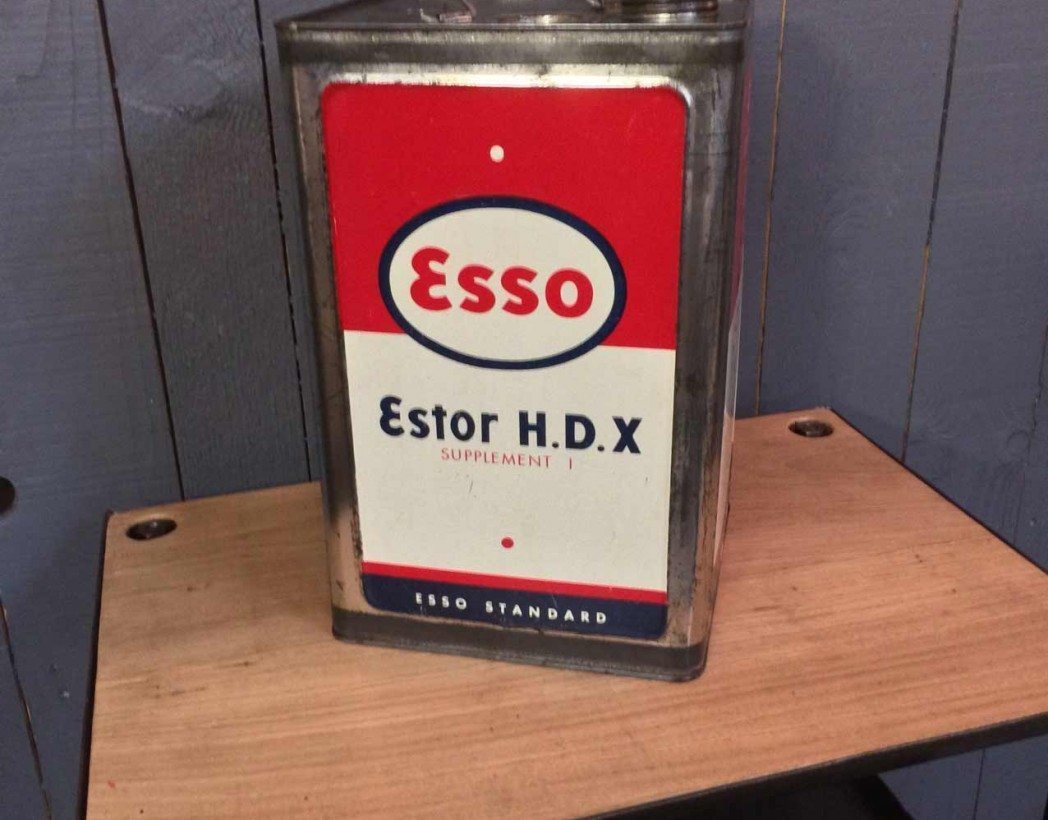 Esso
Estor H.D.X
SUPPLEMENT 1
ESSO STANDARD